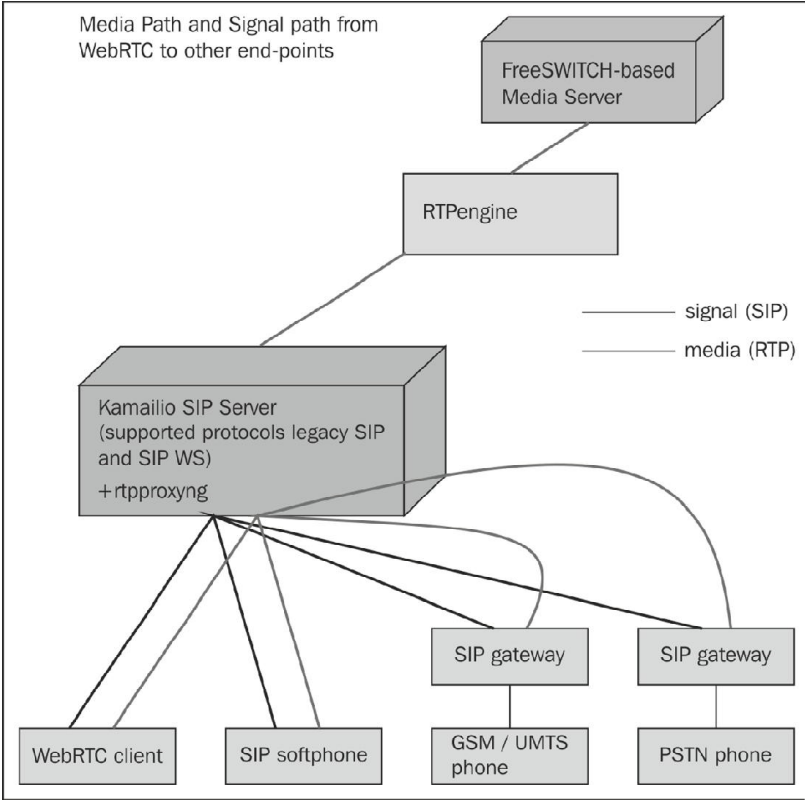 Media Path and Signal path from
WebRTC to other end-points
FreeSWITCH-based
Media Server
RTPengine
signal (SIP)
media (RTP)
Kamailio SIP Server
(supported protocols legacy SIP
and SIP WS)
+rtpproxyng
SIP gateway
SIP gateway
WebRTC client
SIP softphone
GSM / UMTS
phone
PSTN phone